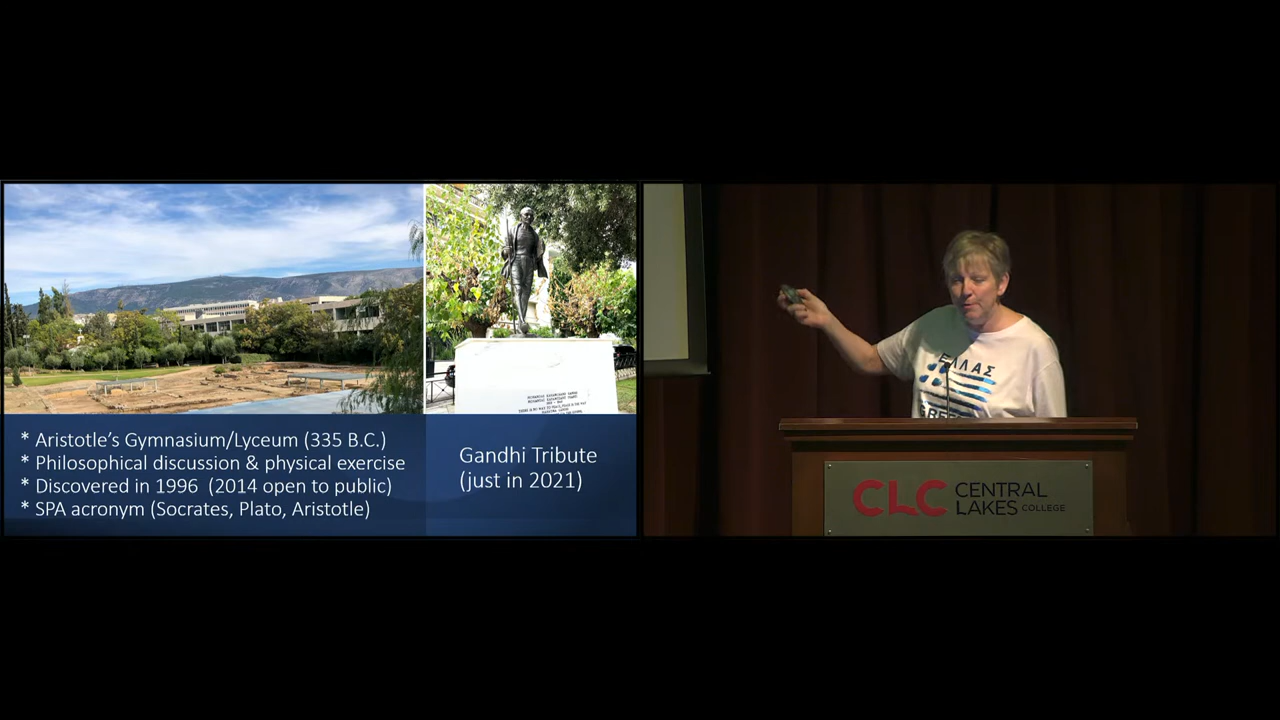 * Aristotle's Gymnasium/Lyceum (335 B.C.)
* Philosophical discussion & physical exercise
* Discovered in 1996  (2014 open to public)
* SPA acronym (Socrates, Plato, Aristotle)
Gandhi Tribute
(just in 2021)
ΕΛΛΑΣ
CLC CENTRAL
LAKES COLLEGE